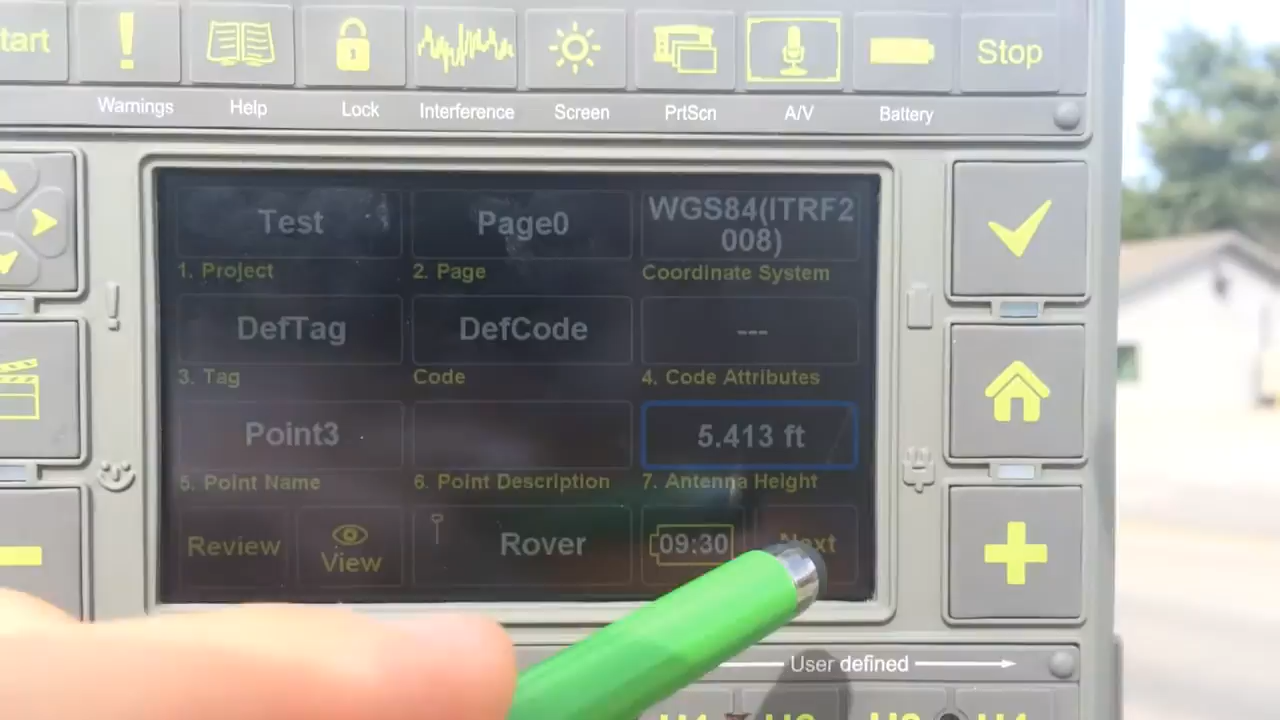 tart
Stop
Warnings Help Lock Interference Screen PrtScn A/V Battery
Test Page0 WGS84(ITRF2
008)
1. Project 2. Page Coordinate System
DefTag DefCode ---
3. Tag Code 4. Code Attributes
Point3 5.413 ft
5. Point Name 6. Point Description 7. Antenna Height
Review View Rover 09:30 Next
User defined